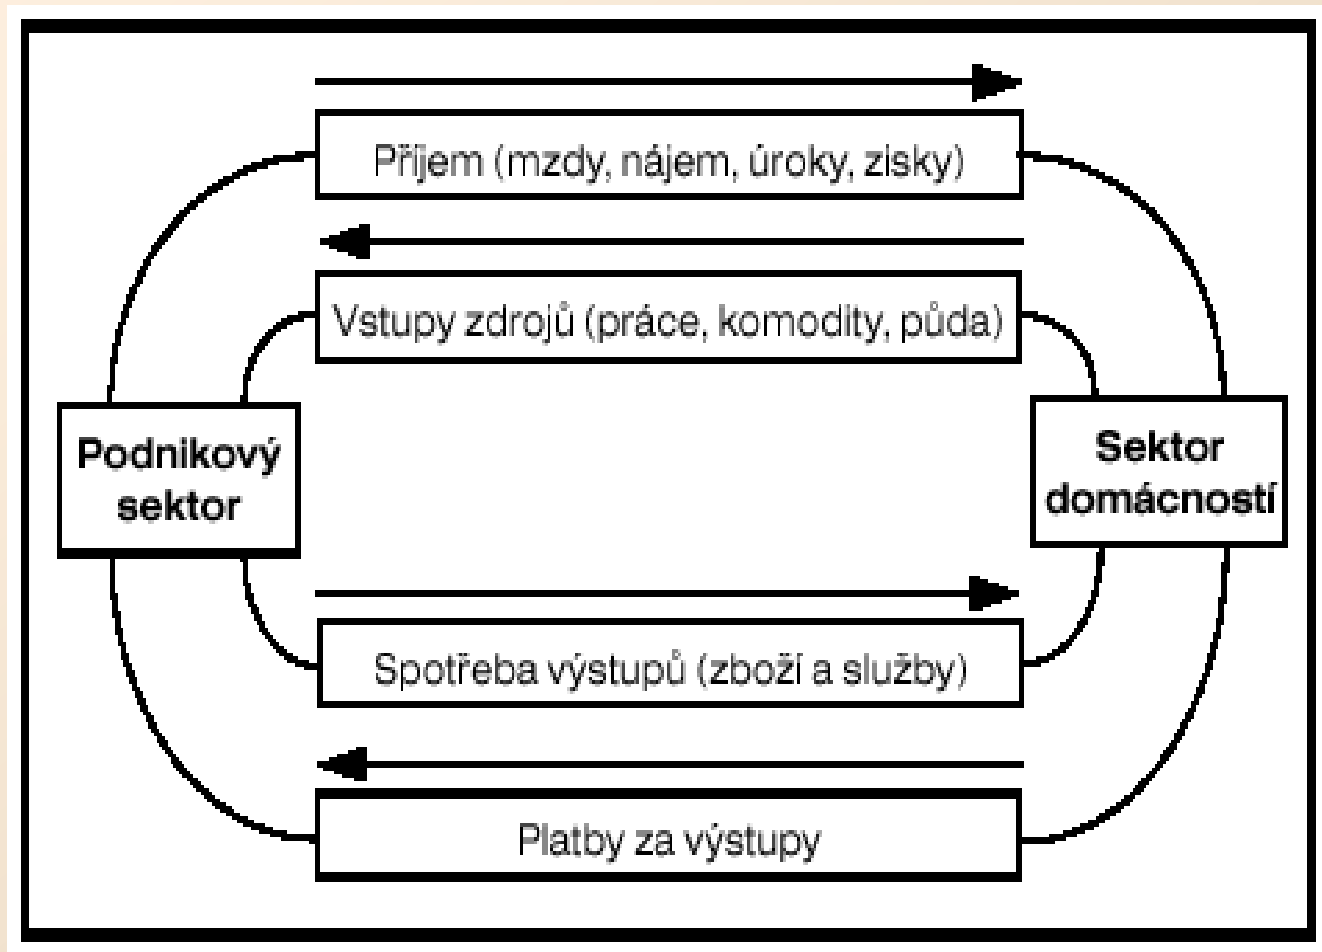 Příjem (mzdy, nájem, úroky, zisky)
Vstupy zdrojů (práce, komodity, půda)
Podnikový
sektor
Sektor
domácností
Spotřeba výstupů (zboží a služby)
Platby za výstupy